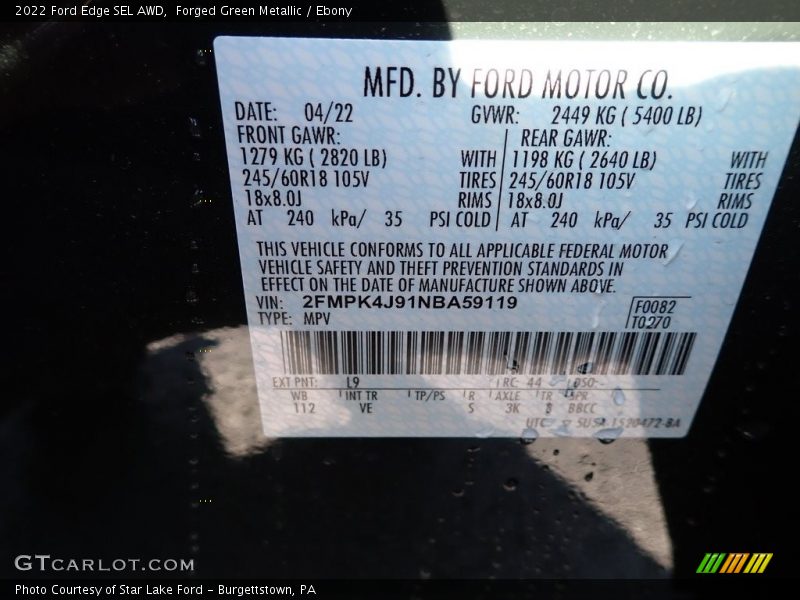 2022 Ford Edge SEL AWD,  Forged Green Metallic / Ebony
MFD. BY FORD MOTOR CO.
DATE: 04/22 GVWR: 2449 KG ( 5400 LB)
FRONT GAWR: REAR GAWR:
1279 KG ( 2820 LB) WITH 1198 KG ( 2640 LB) WITH
245/60R18 105V TIRES 245/60R18 105V TIRES
18x8.0J RIMS 18x8.0J RIMS
AT 240 kPa/ 35 PSI COLD AT 240 kPa/ 35 PSI COLD
THIS VEHICLE CONFORMS TO ALL APPLICABLE FEDERAL MOTOR
VEHICLE SAFETY AND THEFT PREVENTION STANDARDS IN
EFFECT ON THE DATE OF MANUFACTURE SHOWN ABOVE.
VIN: 2FMPK4J91NBA59119 F0082
TYPE: MPV T0270
EXT PNT: L9 RC: 44 DSO:
WB INT TR TP/PS R AXLE TR SPR
112 VE S 3K BBCC
UTC
GTCARLOT.COM
Photo Courtesy of Star Lake Ford - Burgettstown, PA